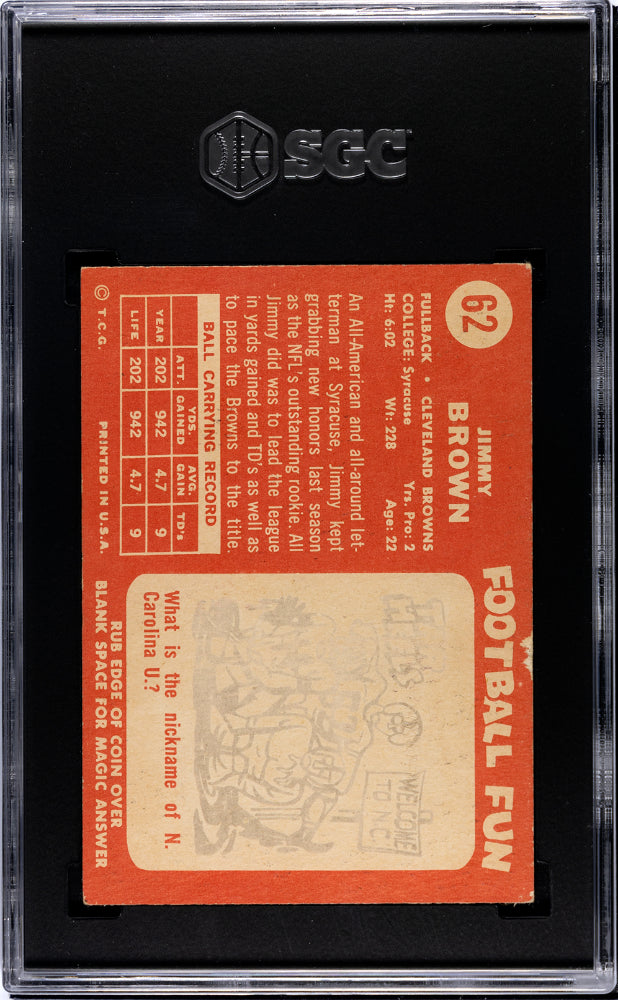 SGC
62
JIMMY
BROWN
FULLBACK • CLEVELAND BROWNS
COLLEGE: Syracuse Yrs. Pro: 2
Ht: 6:02 Wt: 228 Age: 22
An All-American and all-around let-
terman at Syracuse, Jimmy kept
grabbing new honors last season
as the NFL's outstanding rookie. All
Jimmy did was to lead the league
in yards gained and TD's as well as
to pace the Browns to the title.
BALL CARRYING RECORD
ATT. YDS. GAINED AVG. GAIN TD's
YEAR 202 942 4.7 9
LIFE 202 942 4.7 9
© T.C.G. PRINTED IN U.S.A.
FOOTBALL FUN
WELCOME
TO N.C.
What is the nickname of N.
Carolina U.?
RUB EDGE OF COIN OVER
BLANK SPACE FOR MAGIC ANSWER